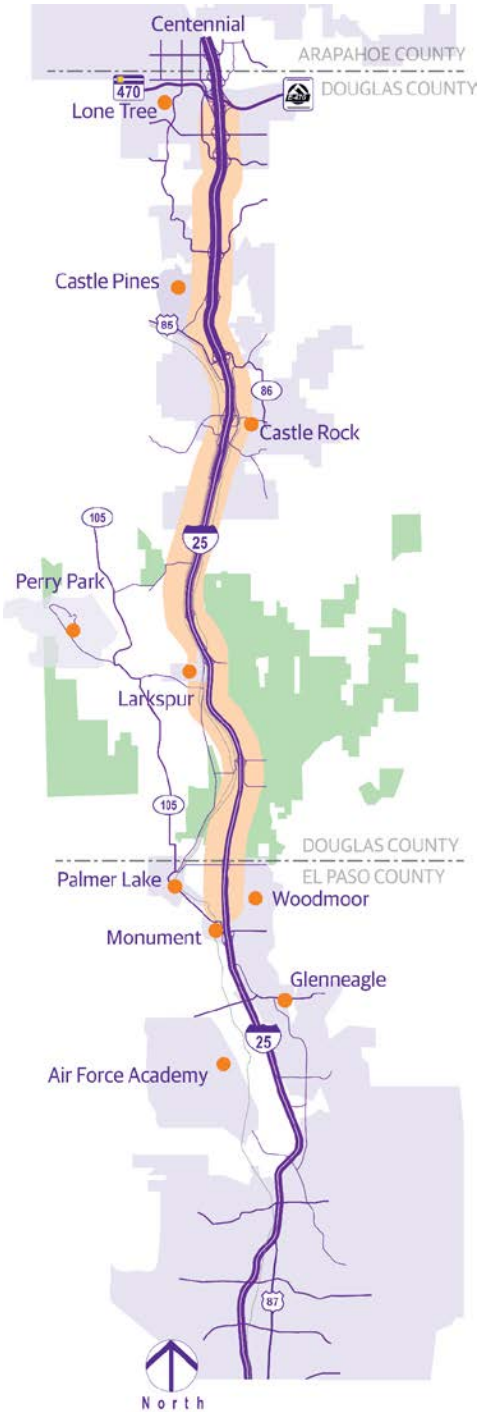 Centennial
ARAPAHOE COUNTY
DOUGLAS COUNTY
470
E-470
Lone Tree
Castle Pines
85
86
Castle Rock
105
25
Perry Park
Larkspur
105
DOUGLAS COUNTY
EL PASO COUNTY
Palmer Lake
Woodmoor
Monument
Glenneagle
25
Air Force Academy
87
North